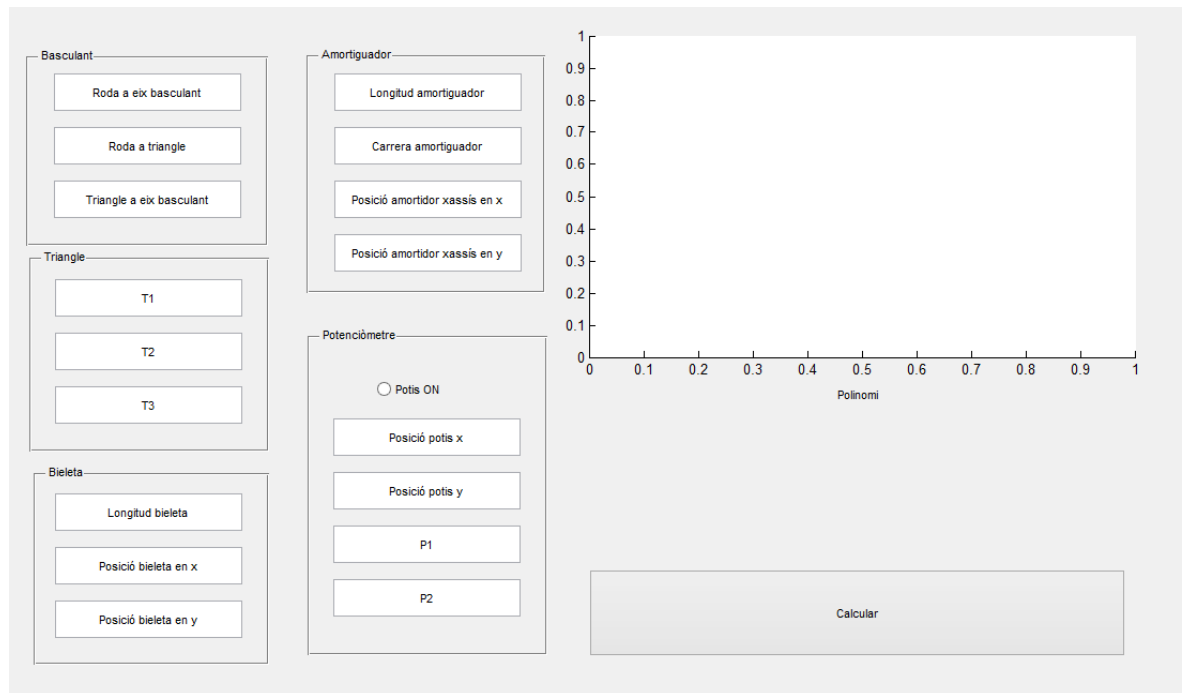 Basculant
Roda a eix basculant
Roda a triangle
Triangle a eix basculant
Triangle
T1
T2
T3
Bieleta
Longitud bieleta
Posició bieleta en x
Posició bieleta en y
Amortiguador
Longitud amortiguador
Carrera amortiguador
Posició amortidor xassís en x
Posició amortidor xassís en y
Potenciòmetre
Potis ON
Posició potis x
Posició potis y
P1
P2
1
0.9
0.8
0.7
0.6
0.5
0.4
0.3
0.2
0.1
0
0 0.1 0.2 0.3 0.4 0.5 0.6 0.7 0.8 0.9 1
Polinomi
Calcular